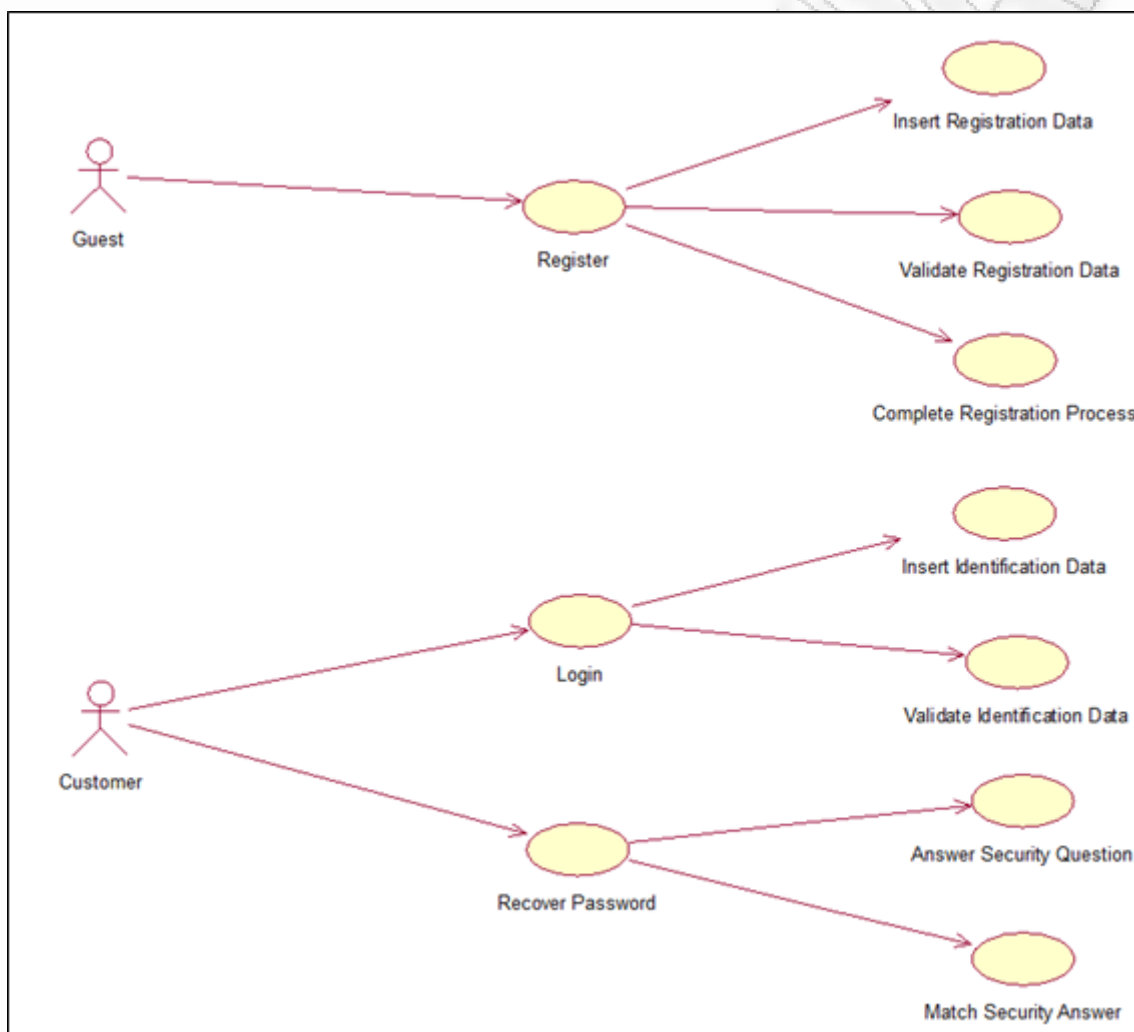 Insert Registration Data
Guest
Register
Validate Registration Data
Complete Registration Process
Insert Identification Data
Login
Validate Identification Data
Customer
Answer Security Question
Recover Password
Match Security Answer